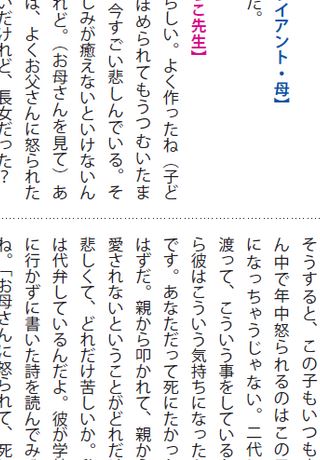 イアント・母】
だ。
こ先生】
らしい。よく作ったね（子ど
はめられてもうつむいたま
今すごい悲しんでいる。そ
しみが癒えないといけないん
れど。（お母さんを見て）あ
は、よくお父さんに怒られた
いだけれど、長女だった？
そうすると、この子もいつも
ん中で年中怒られるのはこの
になっちゃうじゃない。二代
渡って、こういう事をしている
ら彼はこういう気持ちになった
です。あなただって死にたかっ
はずだ。親から叩かれて、親か
愛されないということがどれだ
悲しくて、どれだけ苦しいか。
は代弁しているんだよ。彼が学
に行かずに書いた詩を読んでみ
ね。「お母さんに怒られて、死